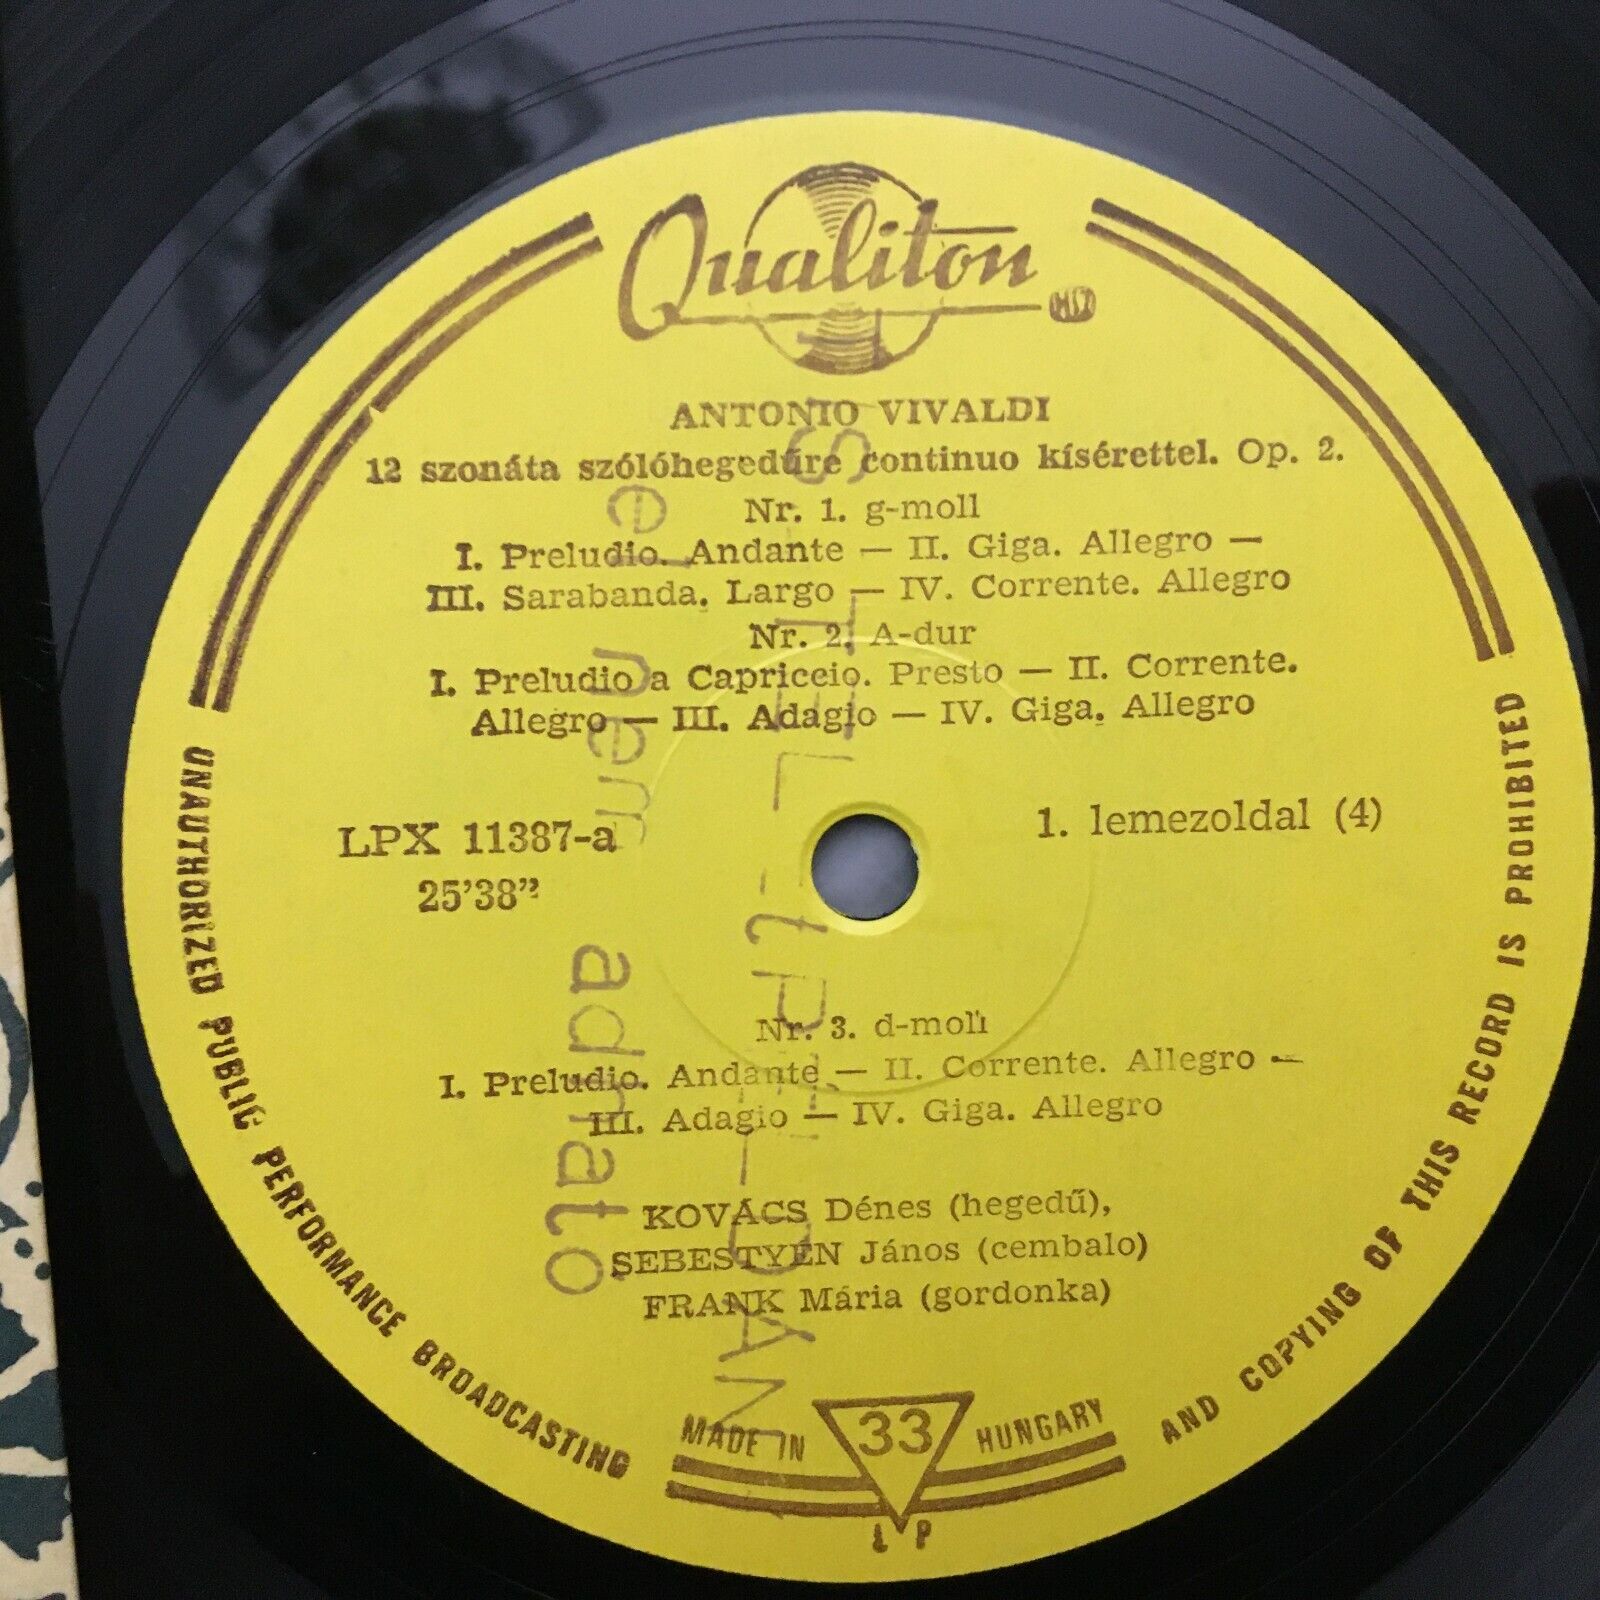 Qualiton
ANTONIO VIVALDI
12 szonáta szólóhegedűre continuo kísérettel. Op. 2.
Nr. 1. g-moll
I. Preludio. Andante — II. Giga. Allegro —
III. Sarabanda. Largo — IV. Corrente. Allegro
Nr. 2. A-dur
I. Preludio a Capriceio. Presto — II. Corrente.
Allegro — III. Adagio — IV. Giga. Allegro
LPX 11387-a
25'38”
1. lemezoldal (4)
Nr. 3. d-moll
I. Preludio. Andante — II. Corrente. Allegro —
III. Adagio — IV. Giga. Allegro
KOVÁCS Dénes (hegedű),
SEBESTYÉN János (cembalo)
FRANK Mária (gordonka)
MADE IN 33 HUNGARY
LP
UNAUTHORIZED PUBLIC PERFORMANCE BROADCASTING AND COPYING OF THIS RECORD IS PROHIBITED
el nem adható